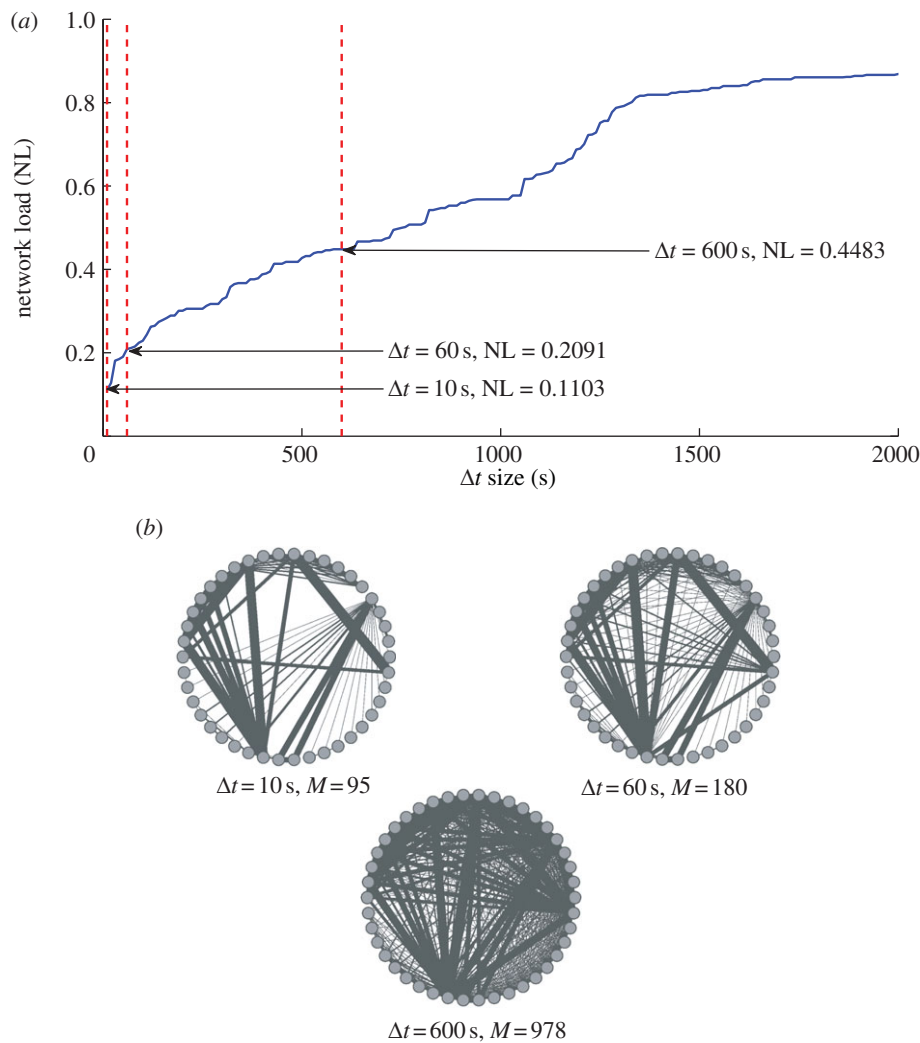 (a)
1.0
0.8
0.6
0.4
0.2
network load (NL)
Δt = 600 s, NL = 0.4483
Δt = 60 s, NL = 0.2091
Δt = 10 s, NL = 0.1103
0 500 1000 1500 2000
Δt size (s)
(b)
Δt = 10 s, M = 95
Δt = 60 s, M = 180
Δt = 600 s, M = 978